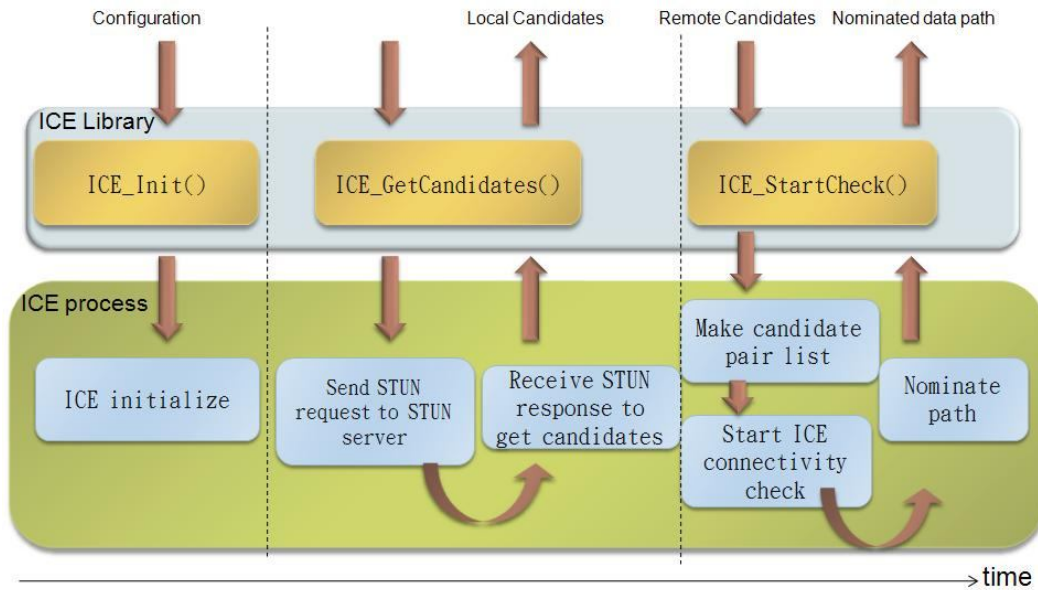 Configuration
Local Candidates
Remote Candidates
Nominated data path
ICE Library
ICE_Init()
ICE_GetCandidates()
ICE_StartCheck()
ICE process
ICE initialize
Send STUN
request to STUN
server
Receive STUN
response to
get candidates
Make candidate
pair list
Start ICE
connectivity
check
Nominate
path
time